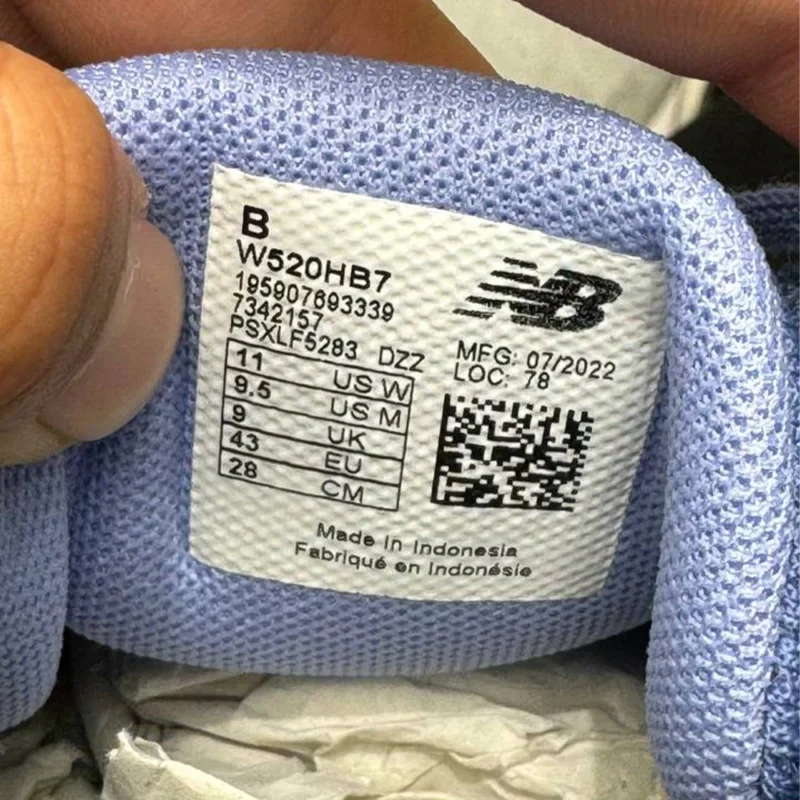 B
W520HB7
195907693339
7342157
PSXLF5283 DZZ
11 US W
9.5 US M
9 UK
43 EU
28 CM
NB
MFG: 07/2022
LOC: 78
Made in Indonesia
Fabriqué en Indonésie